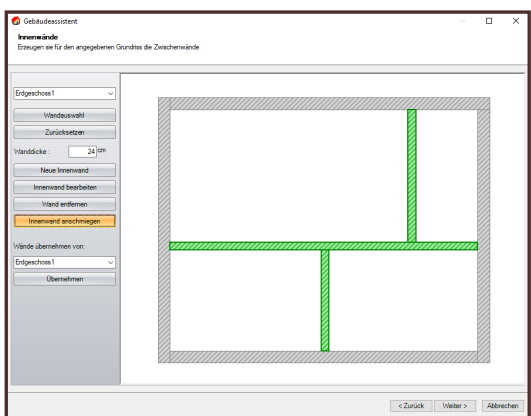 Gebäudeassistent
Innenwände
Erzeugen sie für den angegebenen Grundriss die Zwischenwände
Erdgeschoss1
Wandauswahl
Zurücksetzen
Wanddicke : 24 cm
Neue Innenwand
Innenwand bearbeiten
Wand entfernen
Innenwand anschmiegen
Wände übernehmen von:
Erdgeschoss1
Übernehmen
< Zurück Weiter > Abbrechen